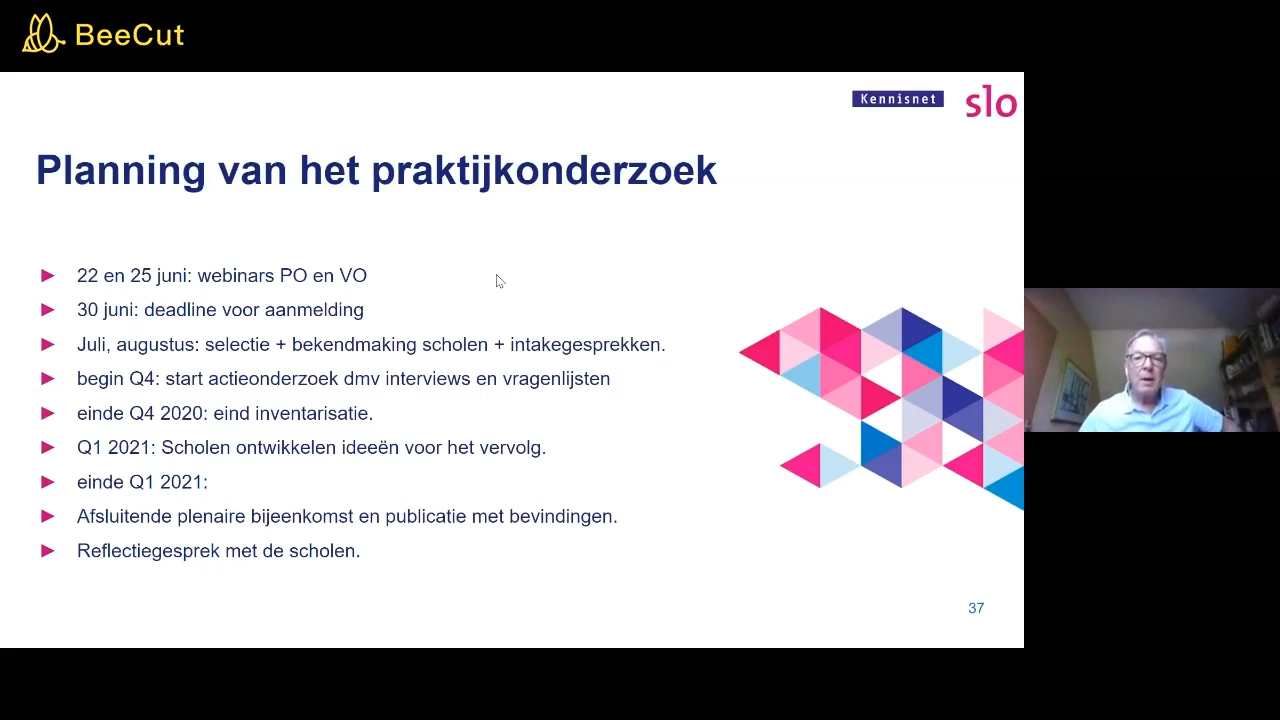 BeeCut
Kennisnet
slo
Planning van het praktijkonderzoek
22 en 25 juni: webinars PO en VO
30 juni: deadline voor aanmelding
Juli, augustus: selectie + bekendmaking scholen + intakegesprekken.
begin Q4: start actieonderzoek dmv interviews en vragenlijsten
einde Q4 2020: eind inventarisatie.
Q1 2021: Scholen ontwikkelen ideeën voor het vervolg.
einde Q1 2021:
Afsluitende plenaire bijeenkomst en publicatie met bevindingen.
Reflectiegesprek met de scholen.
37